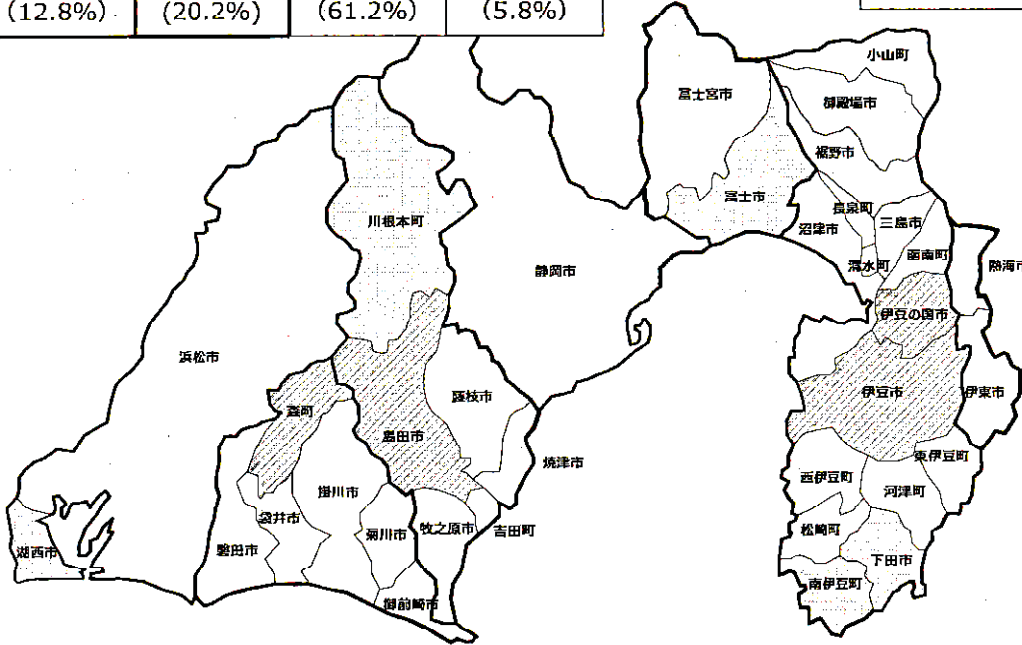 (12.8%) (20.2%) (61.2%) (5.8%)
小山町
富士宮市
御殿場市
裾野市
富士市
長泉町
川根本町
沼津市
三島市
函南町
静岡市
清水町
熱海市
伊豆の国市
浜松市
藤枝市
伊豆市
伊東市
森町
島田市
東伊豆町
焼津市
西伊豆町
掛川市
河津町
袋井市
牧之原市
吉田町
松崎町
菊川市
湖西市
磐田市
下田市
南伊豆町
御前崎市